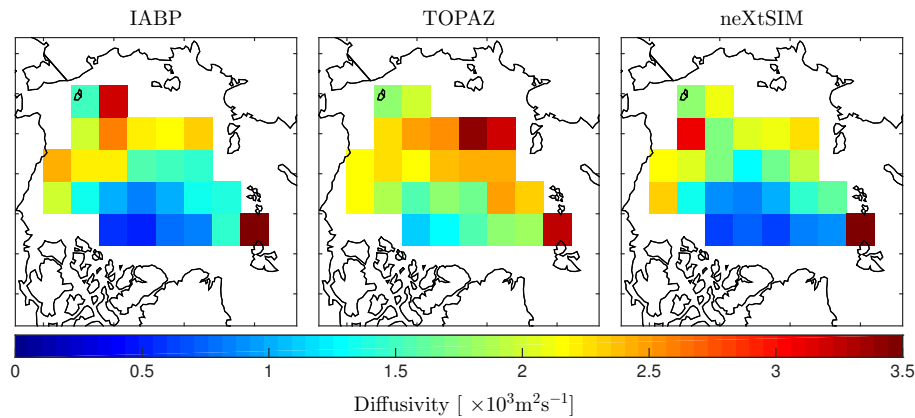 IABP TOPAZ neXtSIM
0 0.5 1 1.5 2 2.5 3 3.5
Diffusivity [ ×10³m²s⁻¹]